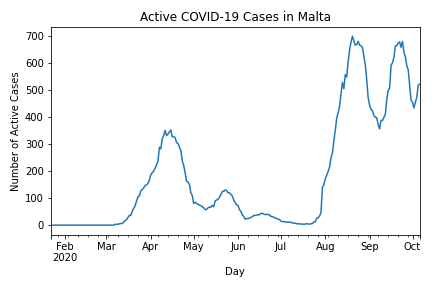 Active COVID-19 Cases in Malta
Number of Active Cases
700
600
500
400
300
200
100
0
Feb Mar Apr May Jun Jul Aug Sep Oct
2020
Day